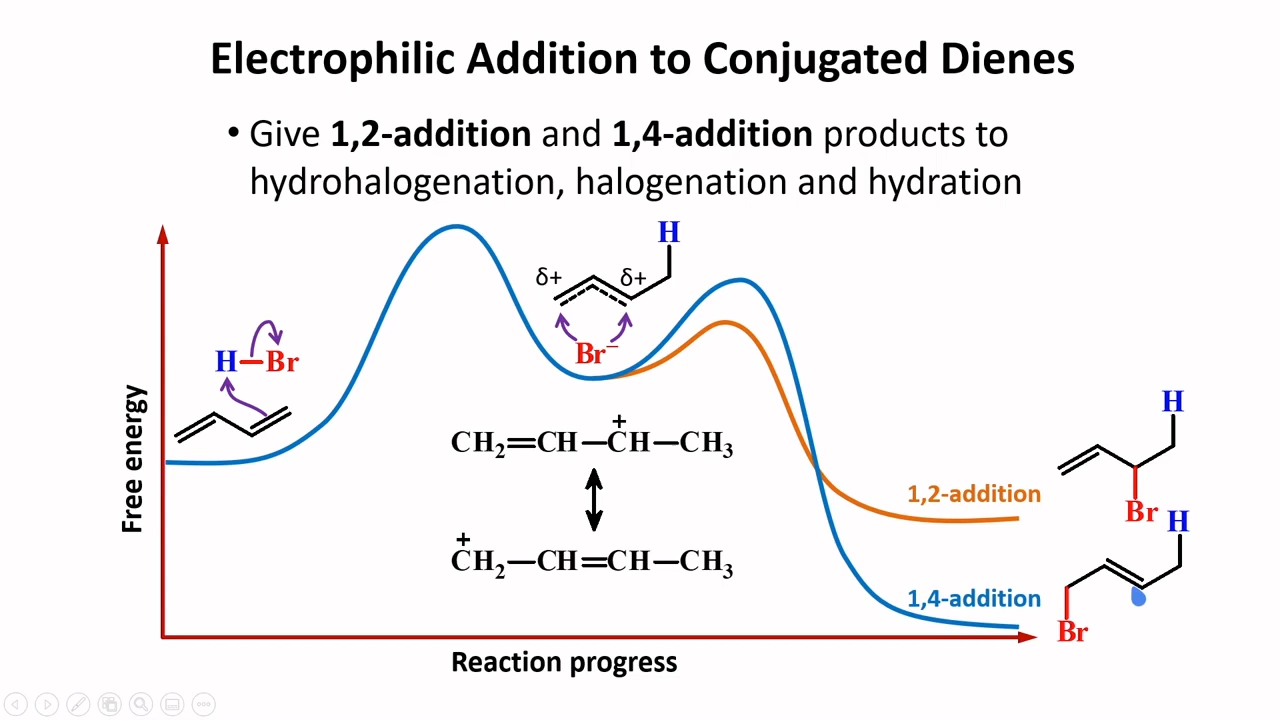 Electrophilic Addition to Conjugated Dienes
• Give 1,2-addition and 1,4-addition products to
hydrohalogenation, halogenation and hydration
H
δ+ δ+
Br⁻
H—Br
Free energy
+
CH₂=CH—CH—CH₃
+
CH₂—CH=CH—CH₃
H
1,2-addition
Br
H
1,4-addition
Br
Reaction progress